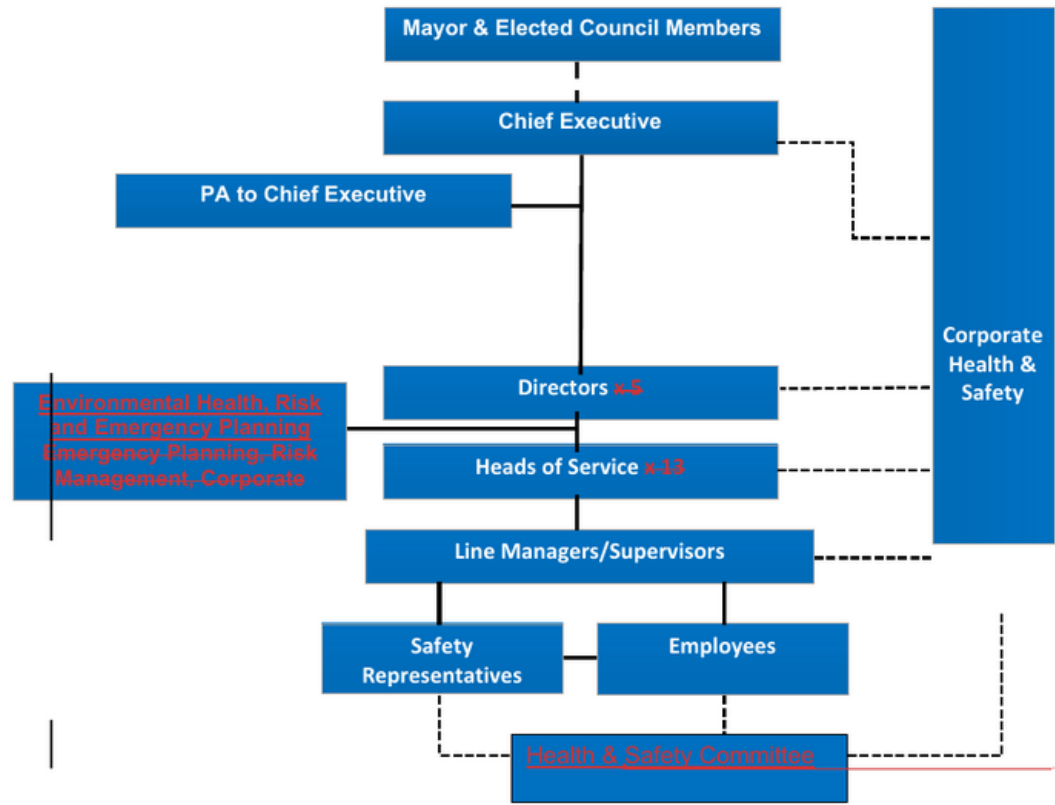 Mayor & Elected Council Members
Chief Executive
PA to Chief Executive
Corporate
Health &
Safety
Directors x 5
Environmental Health, Risk
and Emergency Planning
Emergency Planning, Risk
Management, Corporate
Heads of Service x 13
Line Managers/Supervisors
Safety
Representatives
Employees
Health & Safety Committee